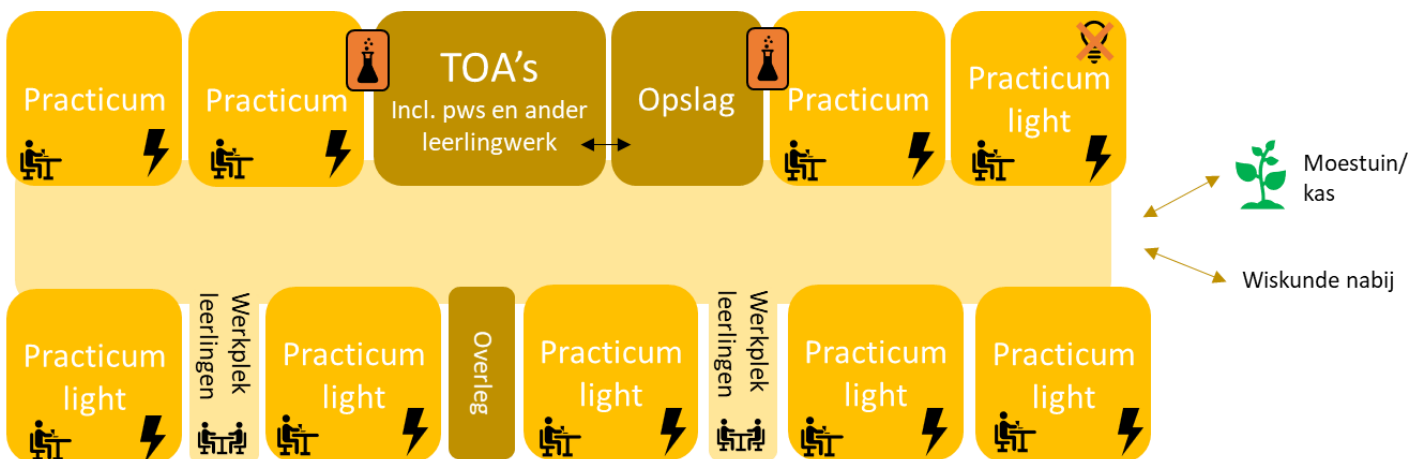 Practicum
Practicum
TOA's
Incl. pws en ander
leerlingwerk
Opslag
Practicum
Practicum
light
Moestuin/
kas
Wiskunde nabij
Practicum
light
Werkplek
leerlingen
Practicum
light
Overleg
Practicum
light
Werkplek
leerlingen
Practicum
light
Practicum
light